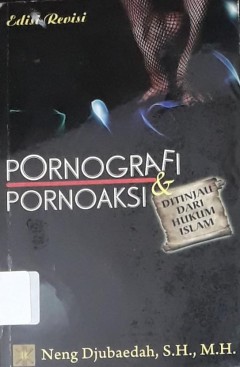 Edisi Revisi
PORNOGRAFI
& PORNOAKSI
DITINJAU
DARI
HUKUM
ISLAM
Neng Djubaedah, S.H., M.H.